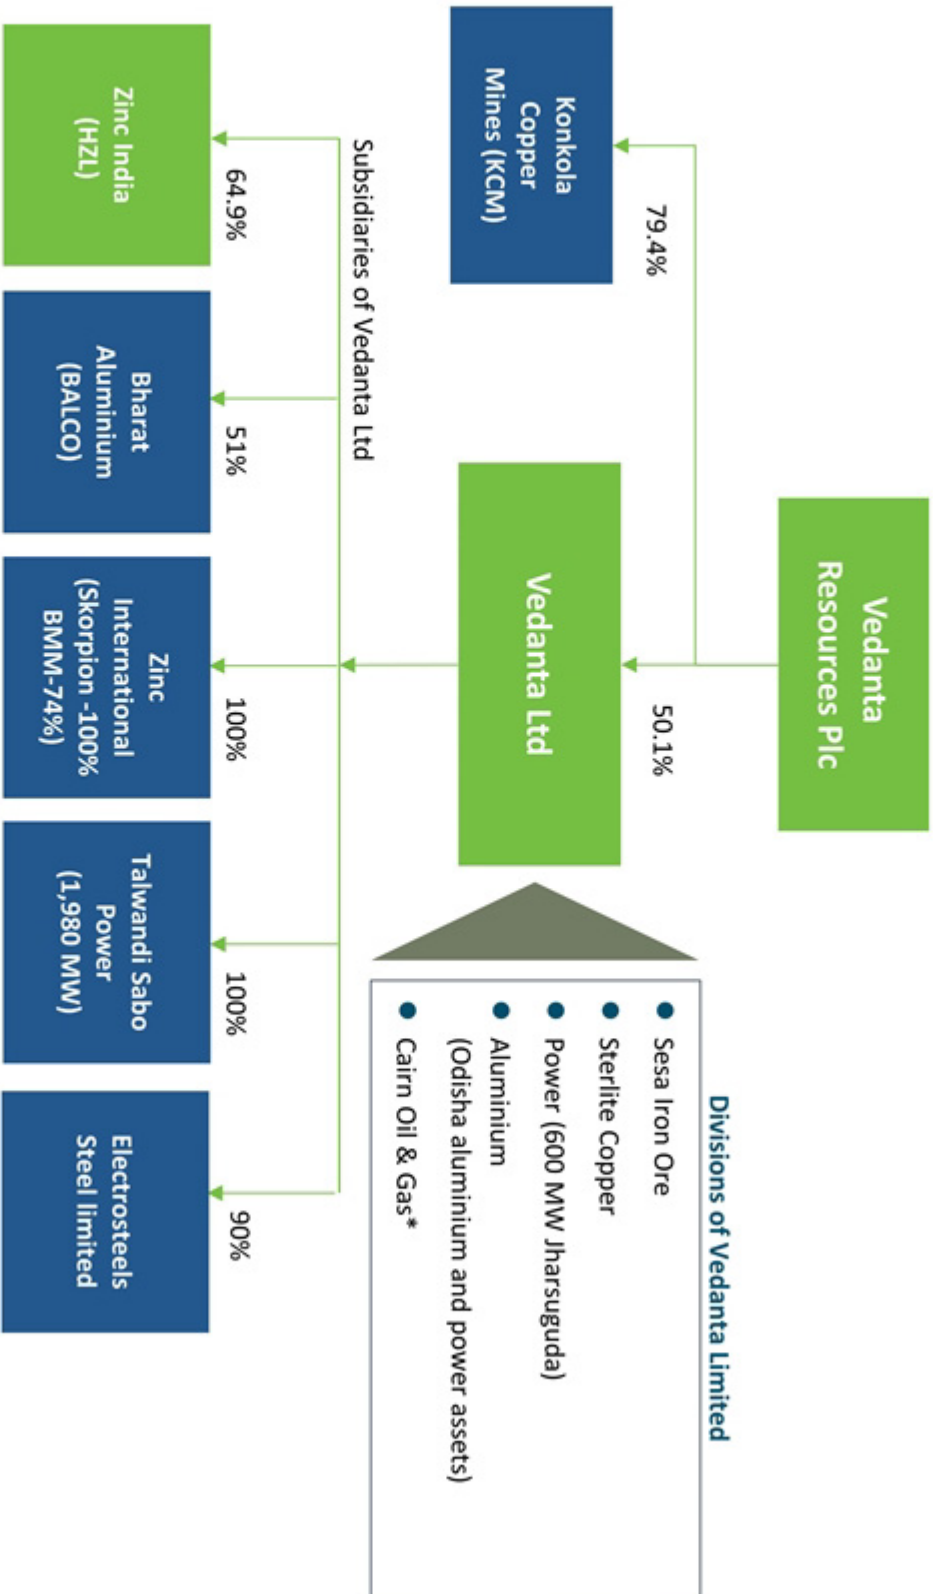 Vedanta
Resources Plc
79.4%
50.1%
Konkola
Copper
Mines (KCM)
Vedanta Ltd
Divisions of Vedanta Limited
Sesa Iron Ore
Sterlite Copper
Power (600 MW Jharsuguda)
Aluminium
(Odisha aluminium and power assets)
Cairn Oil & Gas*
Subsidiaries of Vedanta Ltd
64.9%
51%
100%
100%
90%
Zinc India
(HZL)
Bharat
Aluminium
(BALCO)
Zinc
International
(Skorpion -100%
BMM-74%)
Talwandi Sabo
Power
(1,980 MW)
Electrosteels
Steel limited